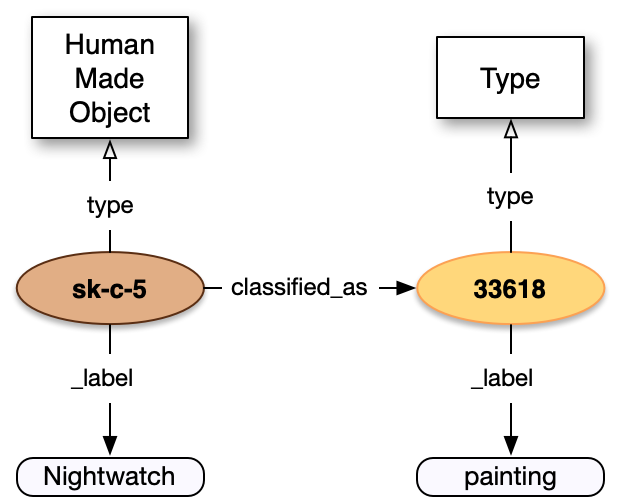 Human
Made
Object
Type
type
type
sk-c-5
classified_as
33618
_label
_label
Nightwatch
painting